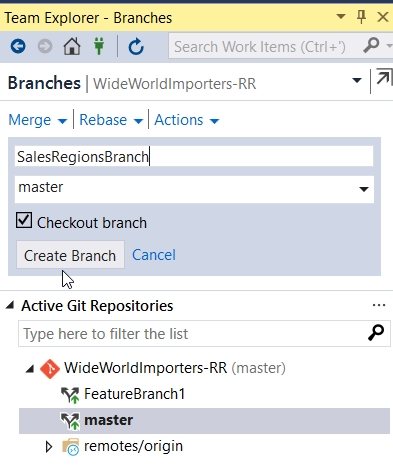 Team Explorer - Branches
Search Work Items (Ctrl+')
Branches | WideWorldImporters-RR
Merge Rebase Actions
SalesRegionsBranch
master
Checkout branch
Create Branch Cancel
Active Git Repositories
Type here to filter the list
WideWorldImporters-RR (master)
FeatureBranch1
master
remotes/origin